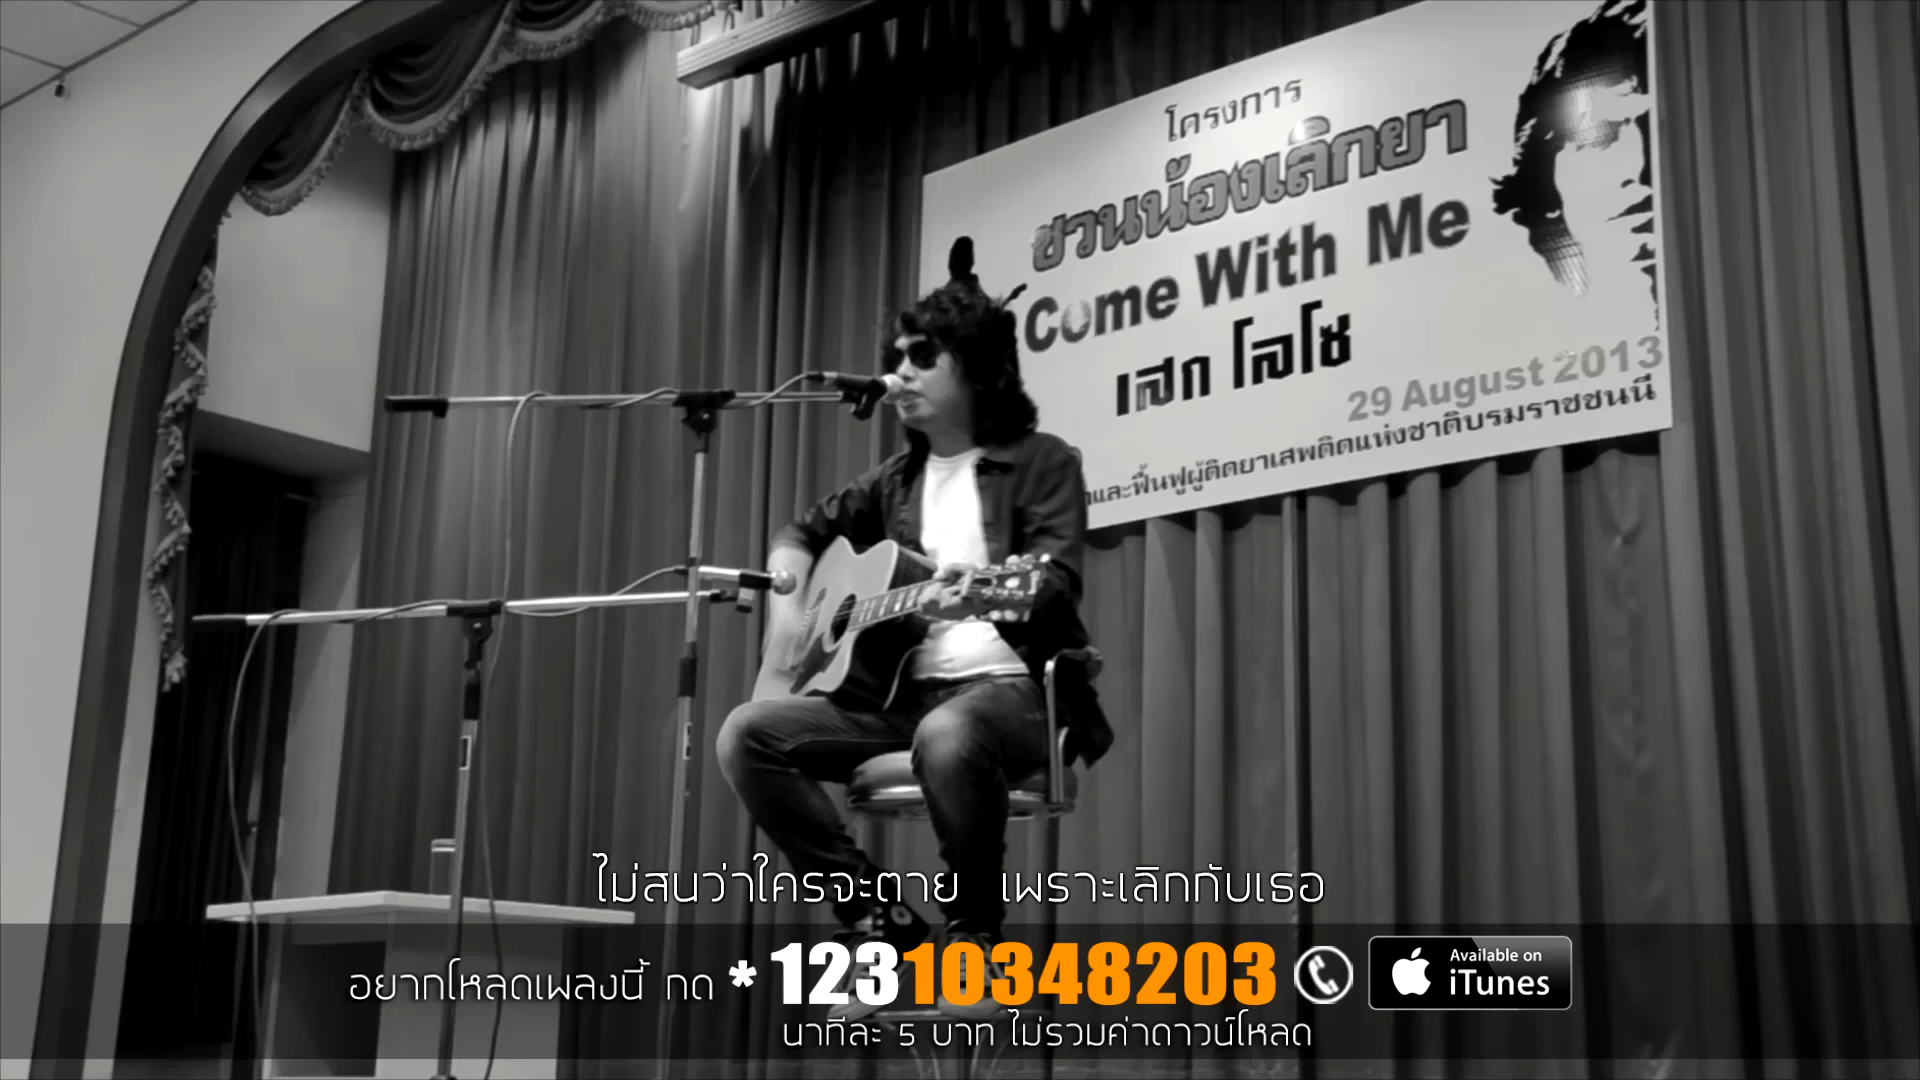 โครงการ
ชวนน้องเลิกยา
Come With Me
เสก โลโซ
29 August 2013
และฟื้นฟูผู้ติดยาเสพติดแห่งชาติบรมราชชนนี
ไม่สนว่าใครจะตาย เพราะเลิกกับเธอ
อยากโหลดเพลงนี้ กด * 12310348203
Available on
iTunes
นาทีละ 5 บาท ไม่รวมค่าดาวน์โหลด